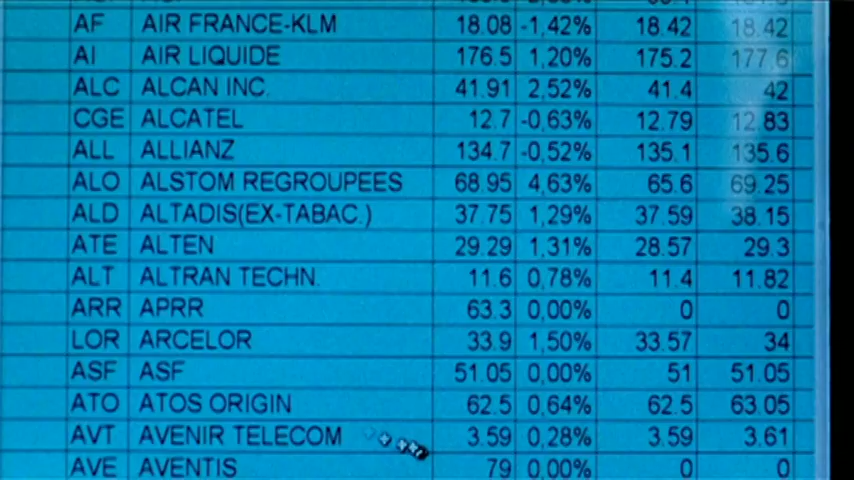 AF AIR FRANCE-KLM 18.08 -1,42% 18.42 18.42
AI AIR LIQUIDE 176.5 1,20% 175.2 177,6
ALC ALCAN INC. 41.91 2,52% 41.4 42
CGE ALCATEL 12.7 -0,63% 12.79 12.83
ALL ALLIANZ 134.7 -0,52% 135.1 135.6
ALO ALSTOM REGROUPEES 68.95 4,63% 65.6 69.25
ALD ALTADIS(EX-TABAC.) 37.75 1,29% 37.59 38.15
ATE ALTEN 29.29 1,31% 28.57 29.3
ALT ALTRAN TECHN. 11.6 0,78% 11.4 11.82
ARR APRR 63.3 0,00% 0 0
LOR ARCELOR 33.9 1,50% 33.57 34
ASF ASF 51.05 0,00% 51 51.05
ATO ATOS ORIGIN 62.5 0,64% 62.5 63.05
AVT AVENIR TELECOM 3.59 0,28% 3.59 3.61
AVE AVENTIS 79 0,00% 0 0